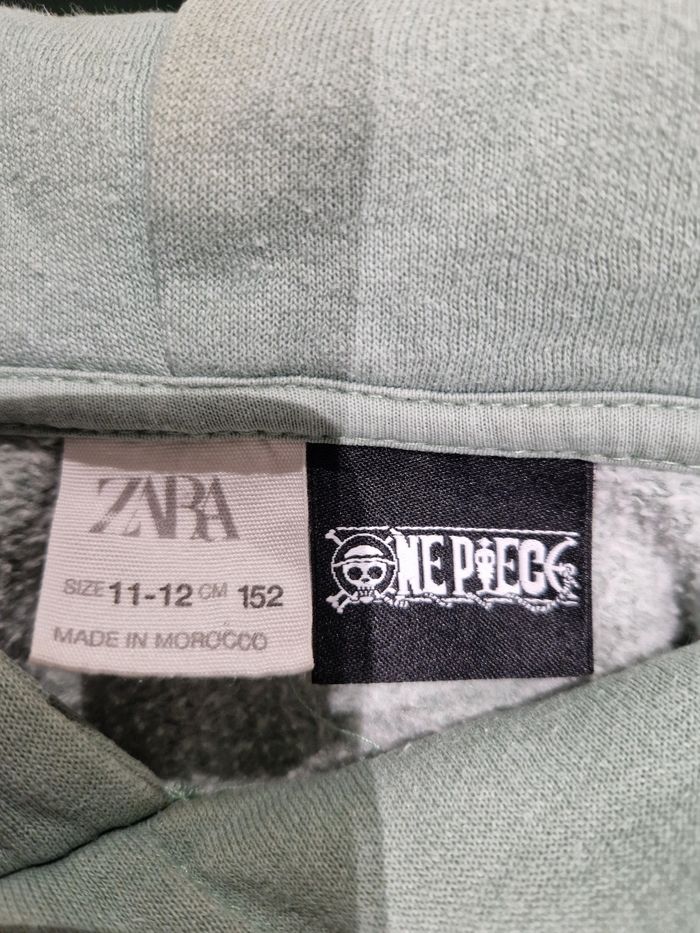 ZARA
SIZE 11-12 CM 152
MADE IN MOROCCO
ONE PIECE